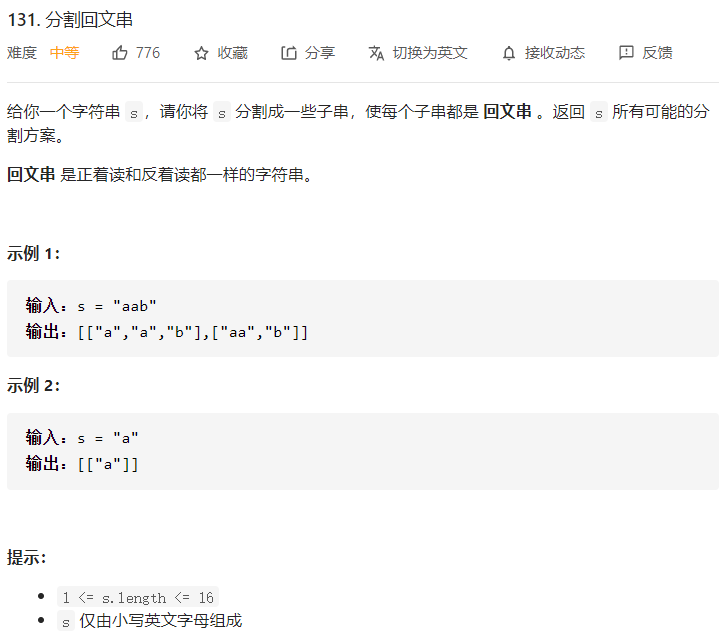 131. 分割回文串
难度 中等 776 收藏 分享 切换为英文 接收动态 反馈
给你一个字符串 s，请你将 s 分割成一些子串，使每个子串都是 回文串 。返回 s 所有可能的分
割方案。
回文串 是正着读和反着读都一样的字符串。
示例 1：
输入：s = "aab"
输出：[["a","a","b"],["aa","b"]]
示例 2：
输入：s = "a"
输出：[["a"]]
提示：
1 <= s.length <= 16
s 仅由小写英文字母组成